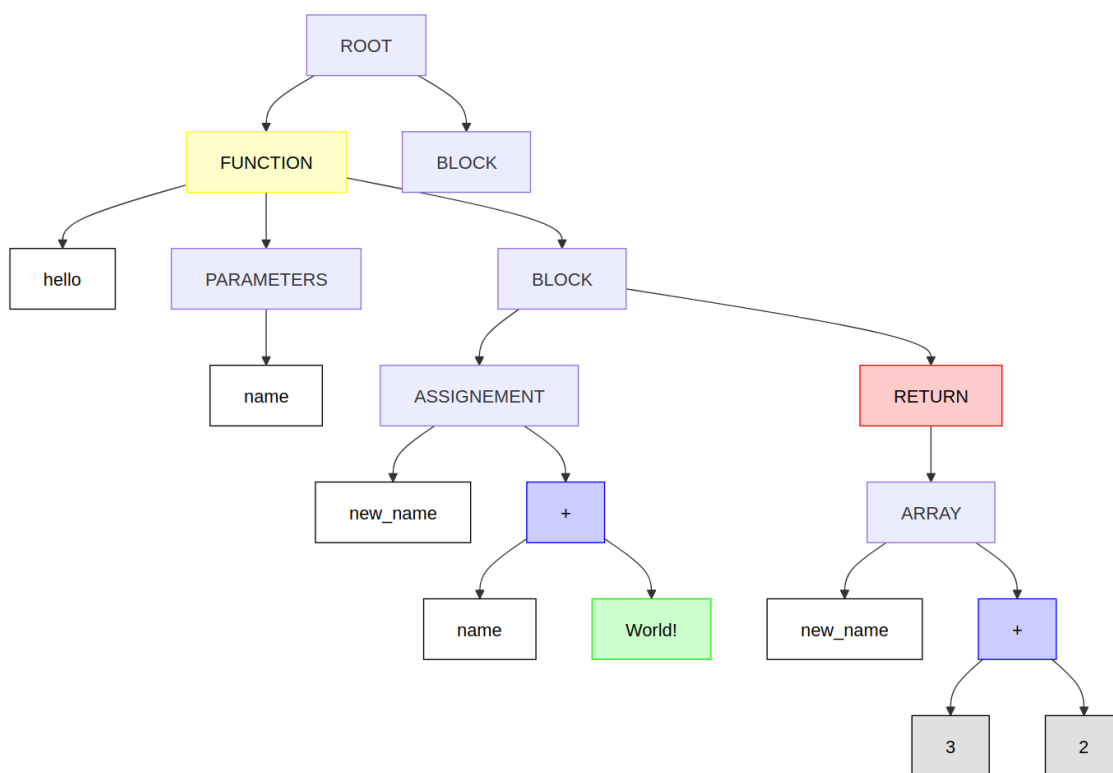 ROOT
FUNCTION
BLOCK
hello
PARAMETERS
BLOCK
name
ASSIGNEMENT
RETURN
new_name
+
ARRAY
name
World!
new_name
+
3
2